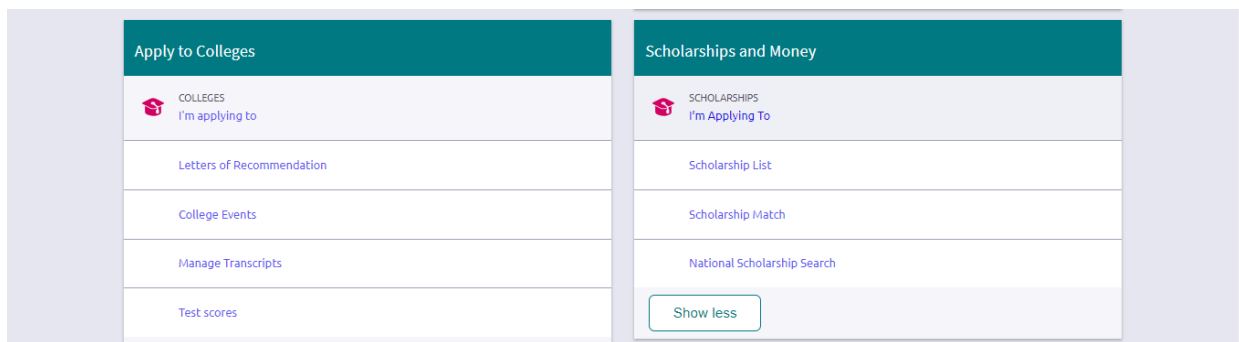 Apply to Colleges
COLLEGES
I'm applying to
Letters of Recommendation
College Events
Manage Transcripts
Test scores
Scholarships and Money
SCHOLARSHIPS
I'm Applying To
Scholarship List
Scholarship Match
National Scholarship Search
Show less